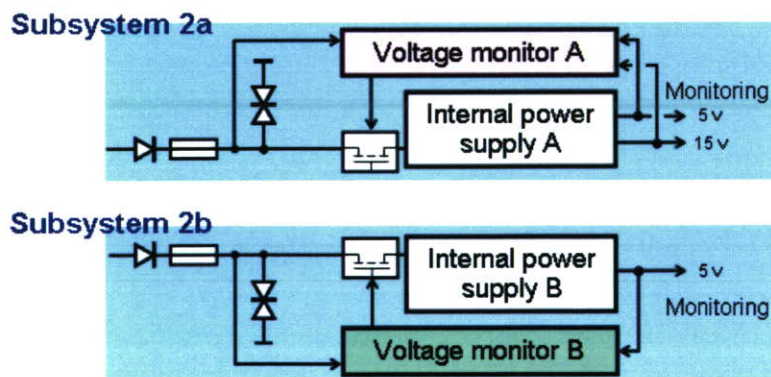 Subsystem 2a
Voltage monitor A
Monitoring
Internal power
supply A
5 v
15 v
Subsystem 2b
Internal power
supply B
5 v
Monitoring
Voltage monitor B